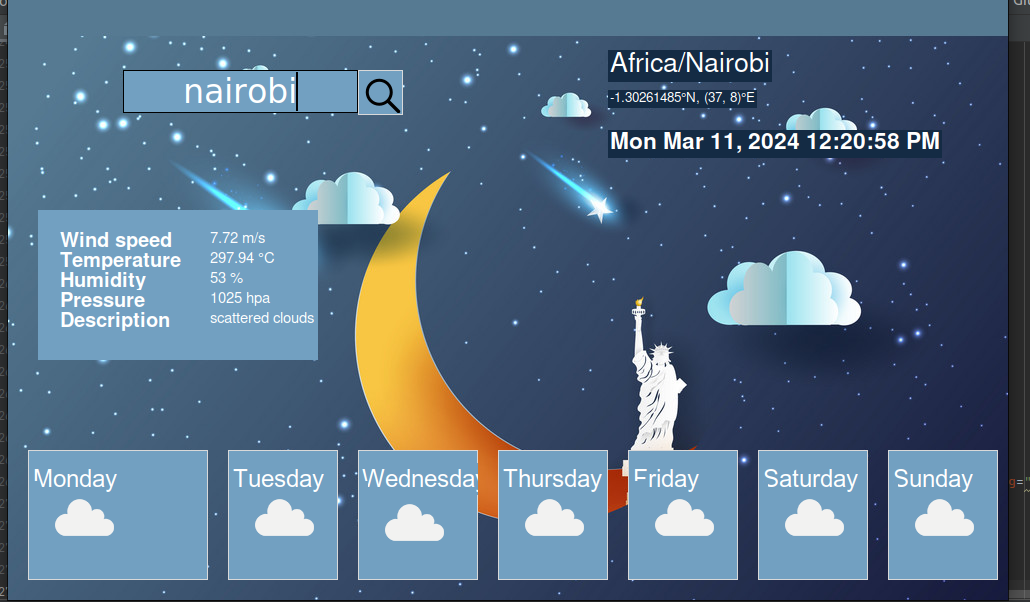 nairobi
Africa/Nairobi
-1.30261485°N, (37, 8)°E
Mon Mar 11, 2024 12:20:58 PM
Wind speed 7.72 m/s
Temperature 297.94 °C
Humidity 53 %
Pressure 1025 hpa
Description scattered clouds
Monday Tuesday Wednesday Thursday Friday Saturday Sunday
g="